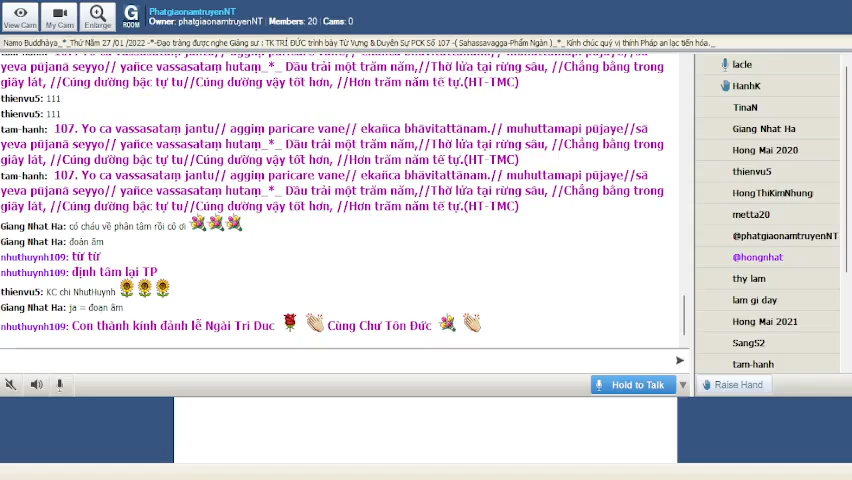 Phatgiaonamtruyen​NT
Owner: phatgiaonamtruyenNT | Members: 20 | Cams: 0
View Cam My Cam Enlarge G ROOM
Namo Buddhàya_*_Thứ Năm 27 /01 /2022 -*-Đạo tràng được nghe Giảng sư : TK TRÍ ĐỨC trình bày Từ Vựng & Duyên Sự PCK Số 107 -( Sahassavagga-Phẩm Ngàn )_*_ Kính chúc quý vị thính Pháp an lạc tiến hóa._
yeva pūjanā seyyo// yañce vassasataṃ hutaṃ_*_ Dầu trải một trăm năm,//Thờ lửa tại rừng sâu, //Chẳng bằng trong
giây lát, //Cúng dường bậc tự tu//Cúng dường vậy tốt hơn, //Hơn trăm năm tế tự.(HT-TMC)
thienvu5: 111
thienvu5: 111
tam-hanh: 107. Yo ca vassasataṃ jantu// aggiṃ paricare vane// ekañca bhāvitattānaṃ.// muhuttamapi pūjaye//sā
yeva pūjanā seyyo// yañce vassasataṃ hutaṃ_*_ Dầu trải một trăm năm,//Thờ lửa tại rừng sâu, //Chẳng bằng trong
giây lát, //Cúng dường bậc tự tu//Cúng dường vậy tốt hơn, //Hơn trăm năm tế tự.(HT-TMC)
tam-hanh: 107. Yo ca vassasataṃ jantu// aggiṃ paricare vane// ekañca bhāvitattānaṃ.// muhuttamapi pūjaye//sā
yeva pūjanā seyyo// yañce vassasataṃ hutaṃ_*_ Dầu trải một trăm năm,//Thờ lửa tại rừng sâu, //Chẳng bằng trong
giây lát, //Cúng dường bậc tự tu//Cúng dường vậy tốt hơn, //Hơn trăm năm tế tự.(HT-TMC)
Giang Nhat Ha: có cháu về phân tâm rồi cô ơi
Giang Nhat Ha: đoàn âm
nhuthuynh109: từ từ
nhuthuynh109: định tâm lại TP
thienvu5: KC chi NhutHuynh
Giang Nhat Ha: ja = đoạn âm
nhuthuynh109: Con thành kính đảnh lễ Ngài Tri Duc Cùng Chư Tôn Đức
Hold to Talk
lacle
HanhK
TinaN
Giang Nhat Ha
Hong Mai 2020
thienvu5
HongThiKimNhung
metta20
@phatgiaonamtruyenNT
@hongnhat
thy lam
lam gi day
Hong Mai 2021
SangS2
tam-hanh
Raise Hand